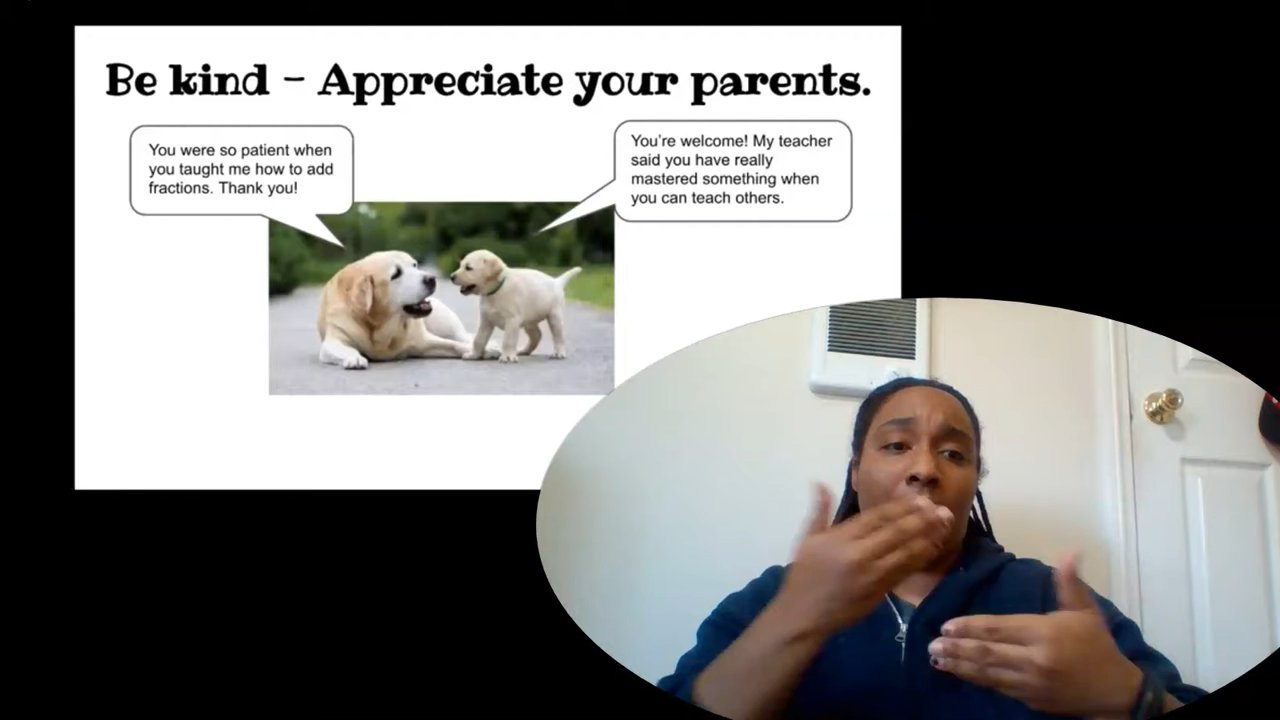 Be kind - Appreciate your parents.
You were so patient when
you taught me how to add
fractions. Thank you!
You're welcome! My teacher
said you have really
mastered something when
you can teach others.